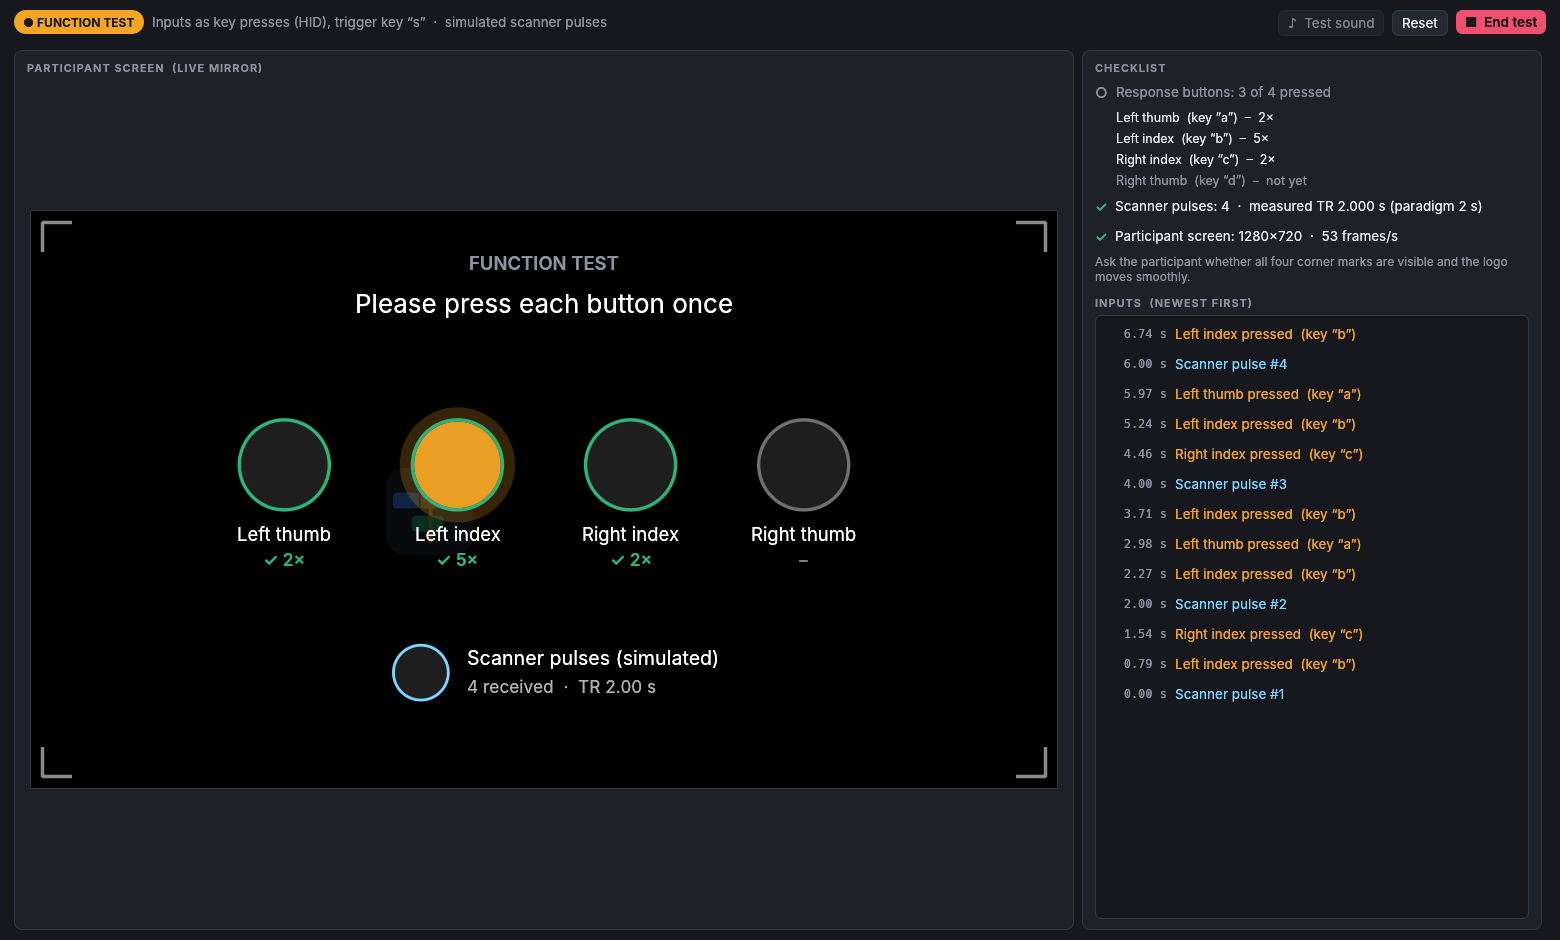 FUNCTION TEST Inputs as key presses (HID), trigger key “s” · simulated scanner pulses
♪ Test sound Reset End test
PARTICIPANT SCREEN (LIVE MIRROR)
FUNCTION TEST
Please press each button once
Left thumb Left index Right index Right thumb
✓ 2× ✓ 5× ✓ 2× –
Scanner pulses (simulated)
4 received · TR 2.00 s
CHECKLIST
Response buttons: 3 of 4 pressed
Left thumb (key “a”) – 2×
Left index (key “b”) – 5×
Right index (key “c”) – 2×
Right thumb (key “d”) – not yet
✓ Scanner pulses: 4 · measured TR 2.000 s (paradigm 2 s)
✓ Participant screen: 1280×720 · 53 frames/s
Ask the participant whether all four corner marks are visible and the logo
moves smoothly.
INPUTS (NEWEST FIRST)
6.74 s Left index pressed (key “b”)
6.00 s Scanner pulse #4
5.97 s Left thumb pressed (key “a”)
5.24 s Left index pressed (key “b”)
4.46 s Right index pressed (key “c”)
4.00 s Scanner pulse #3
3.71 s Left index pressed (key “b”)
2.98 s Left thumb pressed (key “a”)
2.27 s Left index pressed (key “b”)
2.00 s Scanner pulse #2
1.54 s Right index pressed (key “c”)
0.79 s Left index pressed (key “b”)
0.00 s Scanner pulse #1